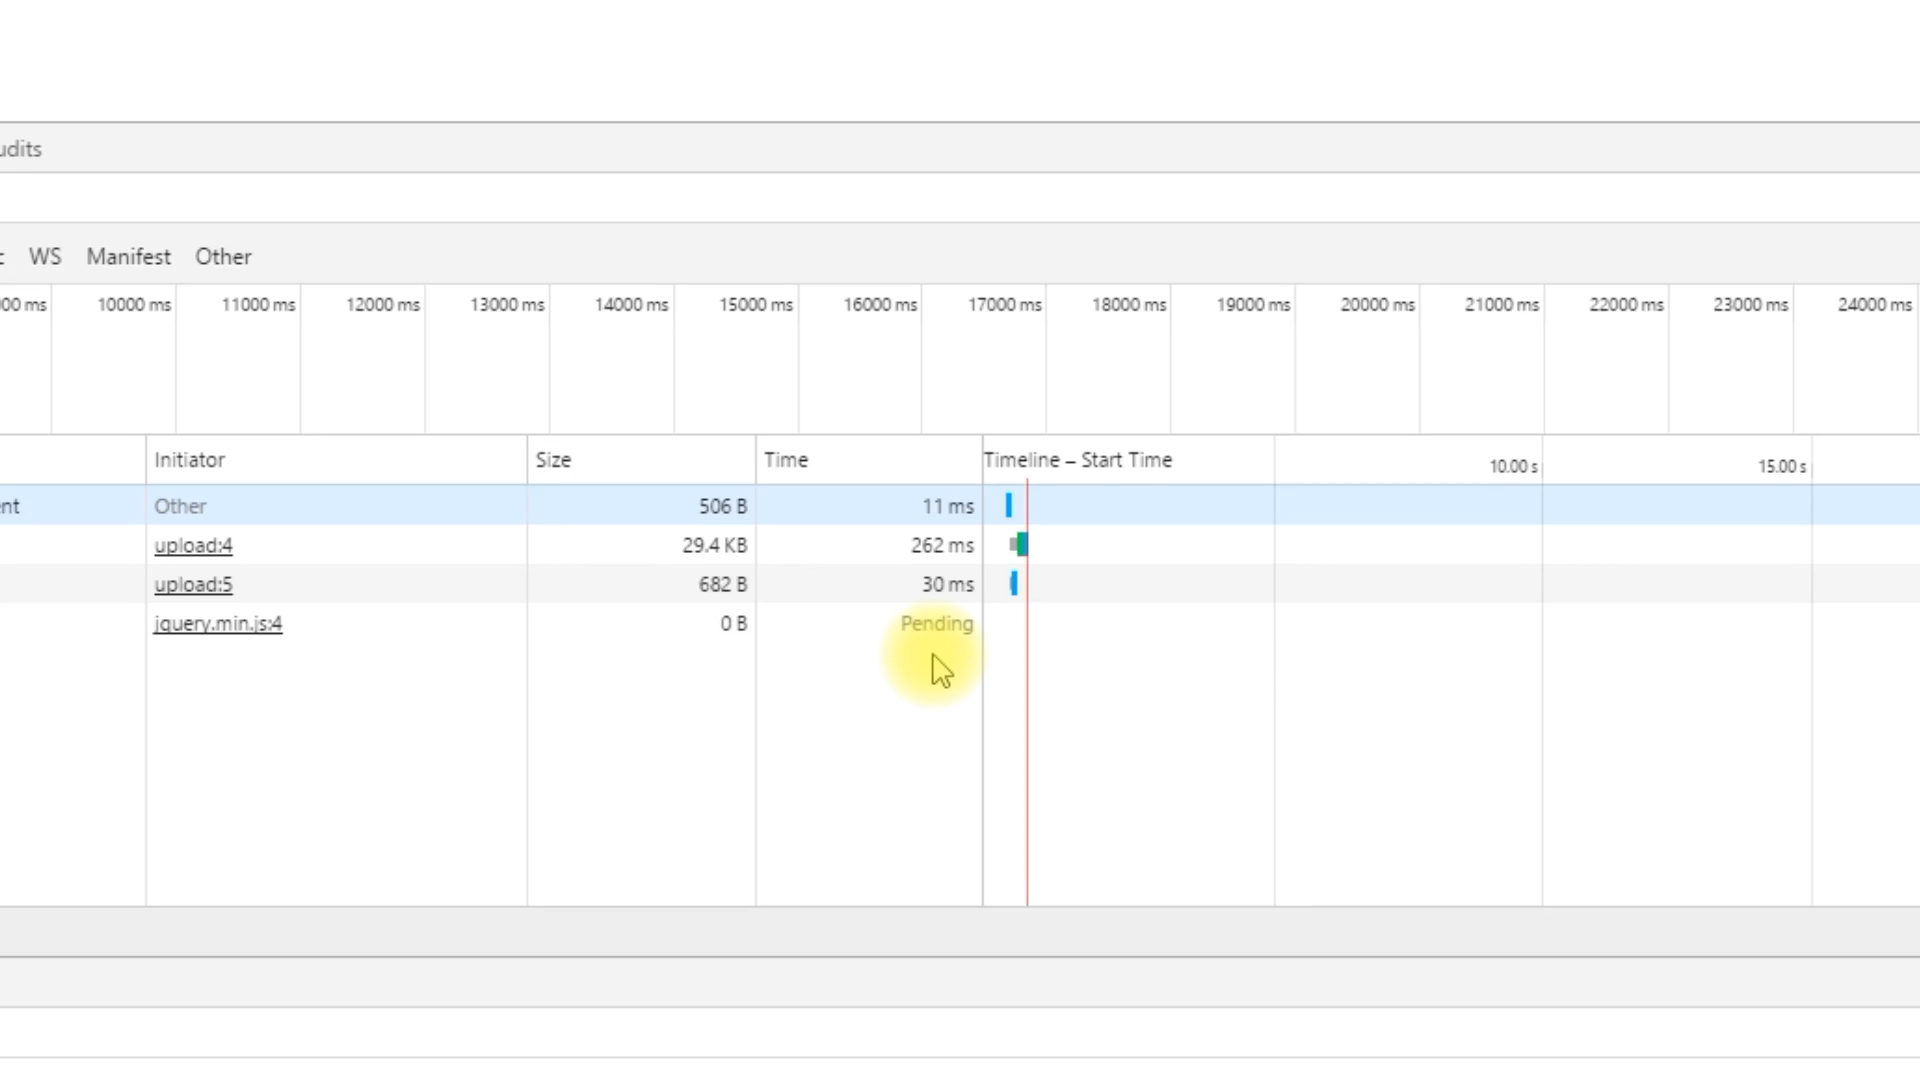 udits
WS Manifest Other
00 ms 10000 ms 11000 ms 12000 ms 13000 ms 14000 ms 15000 ms 16000 ms 17000 ms 18000 ms 19000 ms 20000 ms 21000 ms 22000 ms 23000 ms 24000 ms
Initiator Size Time Timeline – Start Time 10.00 s 15.00 s
nt Other 506 B 11 ms
upload:4 29.4 KB 262 ms
upload:5 682 B 30 ms
jquery.min.js:4 0 B Pending